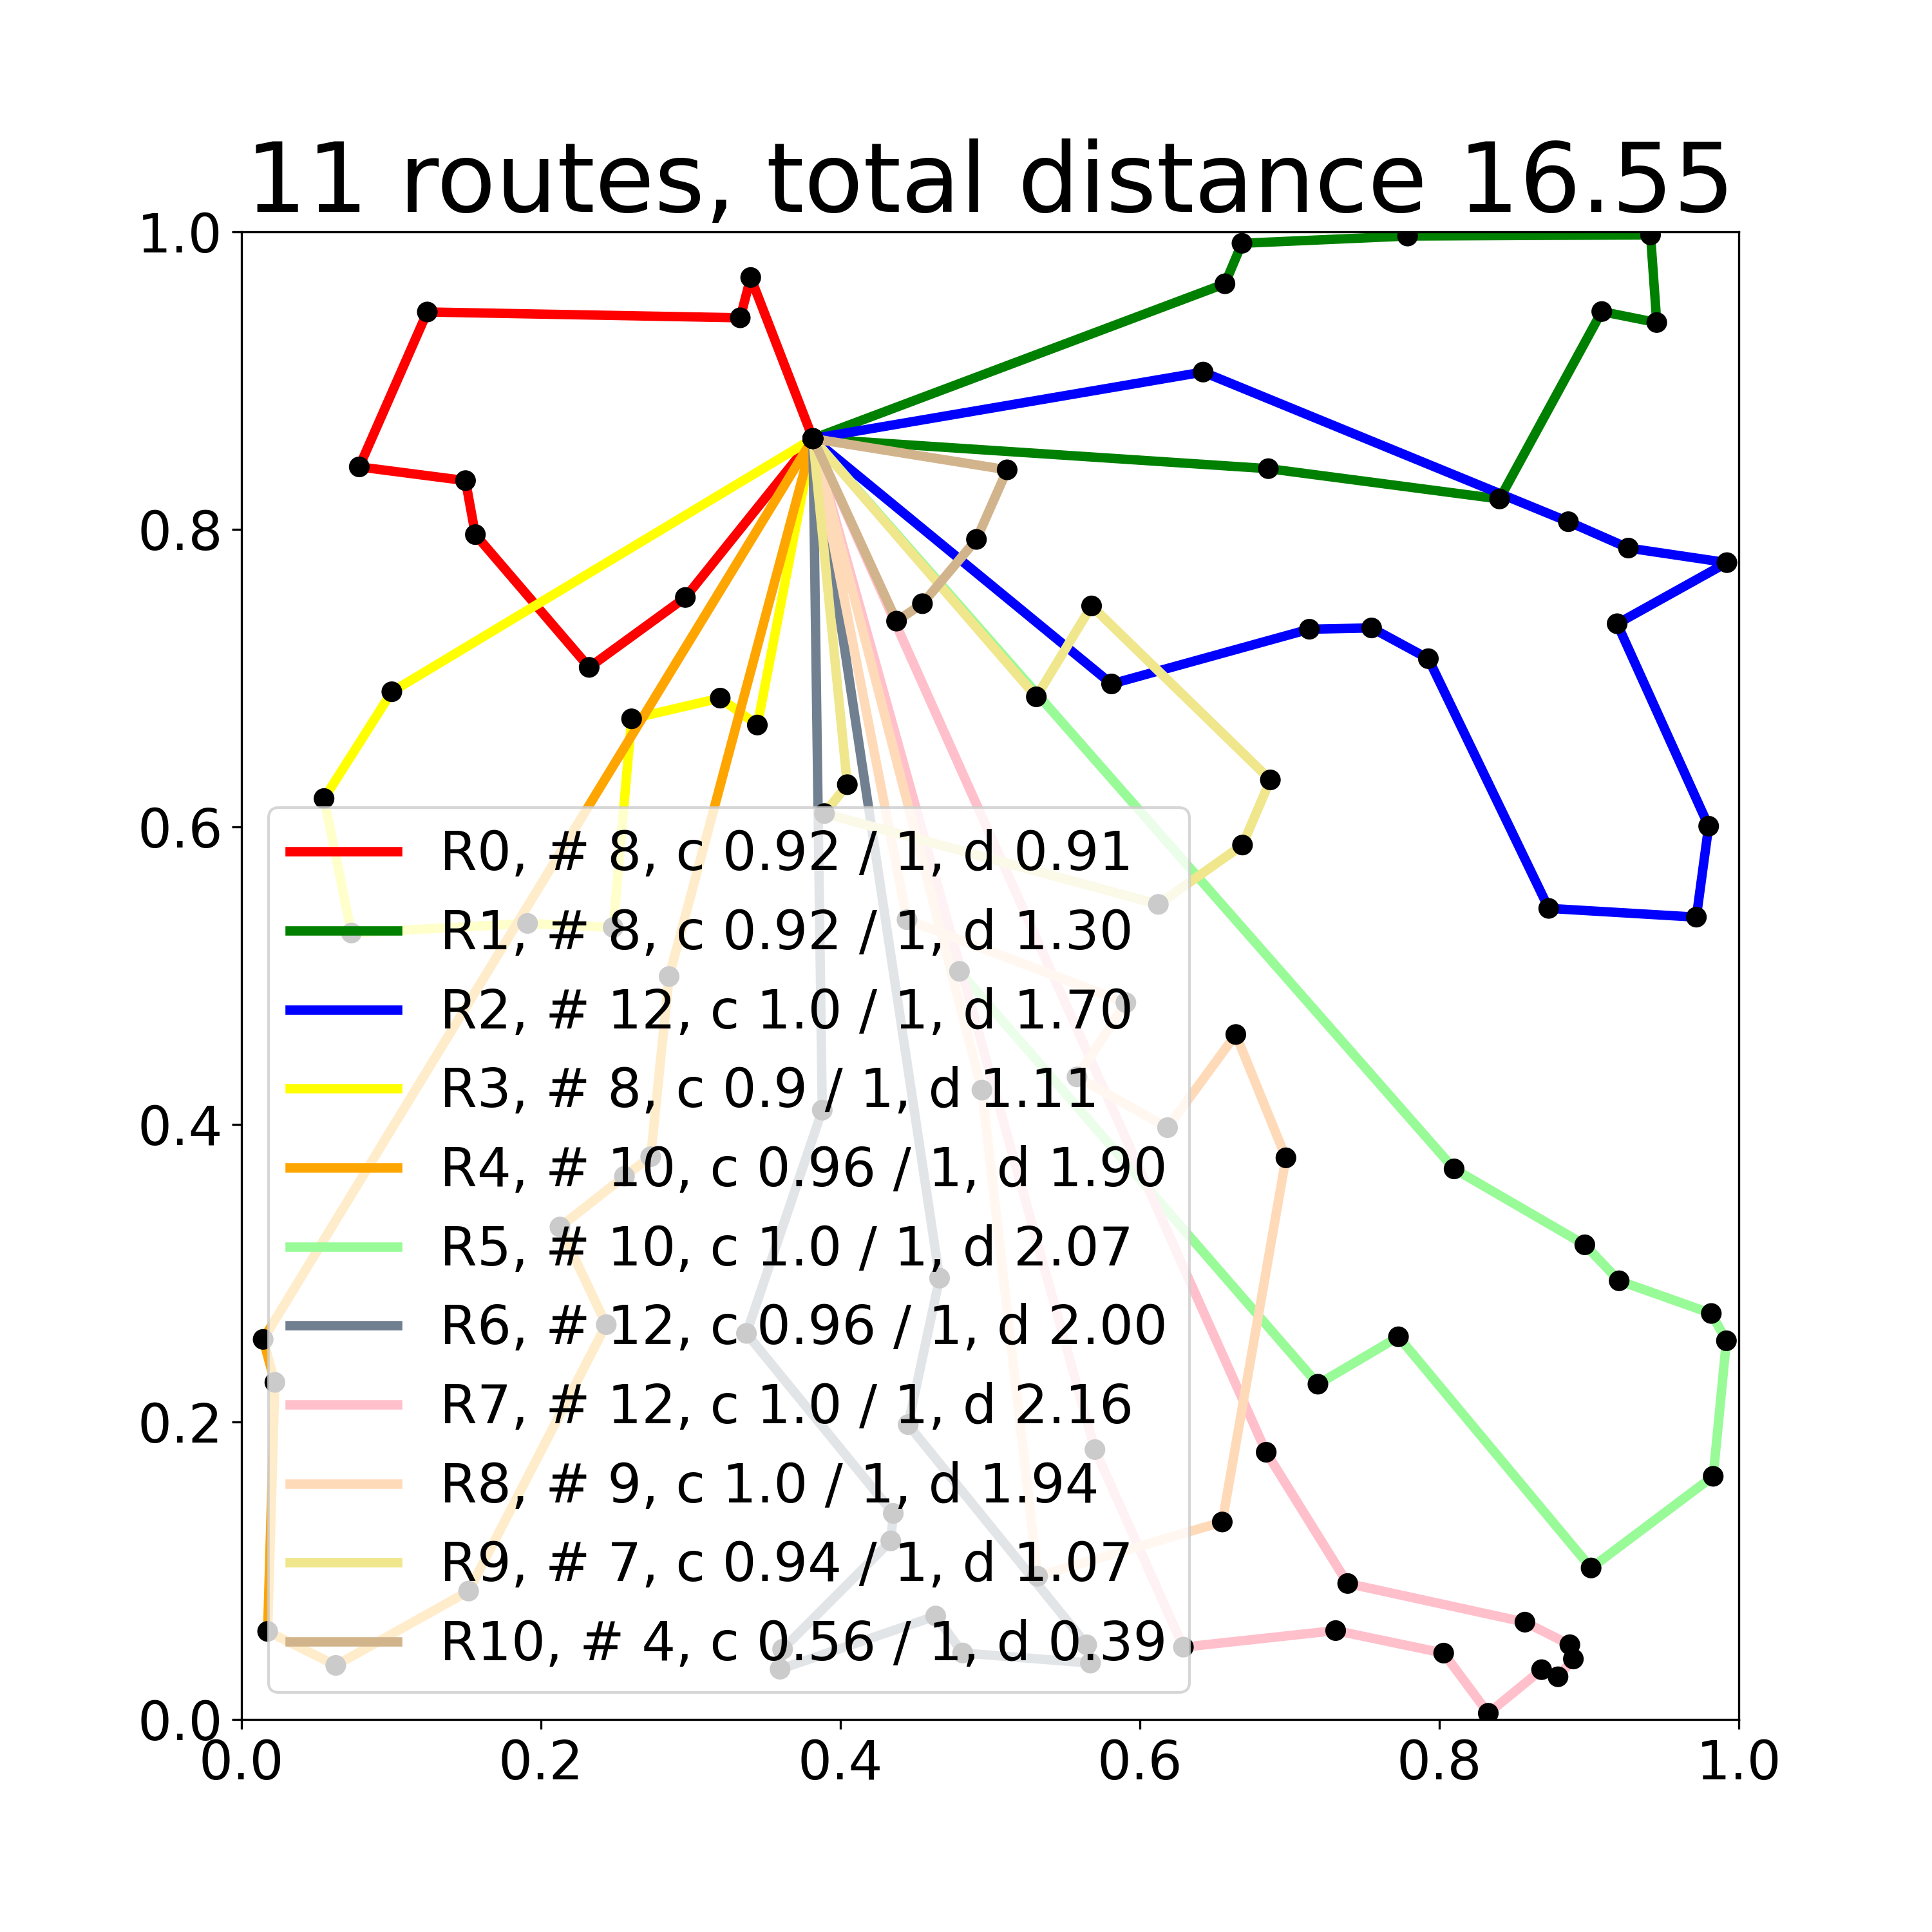 11 routes, total distance 16.55
1.0
0.8
0.6
0.4
0.2
0.0
R0, # 8, c 0.92 / 1, d 0.91
R1, # 8, c 0.92 / 1, d 1.30
R2, # 12, c 1.0 / 1, d 1.70
R3, # 8, c 0.9 / 1, d 1.11
R4, # 10, c 0.96 / 1, d 1.90
R5, # 10, c 1.0 / 1, d 2.07
R6, # 12, c 0.96 / 1, d 2.00
R7, # 12, c 1.0 / 1, d 2.16
R8, # 9, c 1.0 / 1, d 1.94
R9, # 7, c 0.94 / 1, d 1.07
R10, # 4, c 0.56 / 1, d 0.39
0.0 0.2 0.4 0.6 0.8 1.0